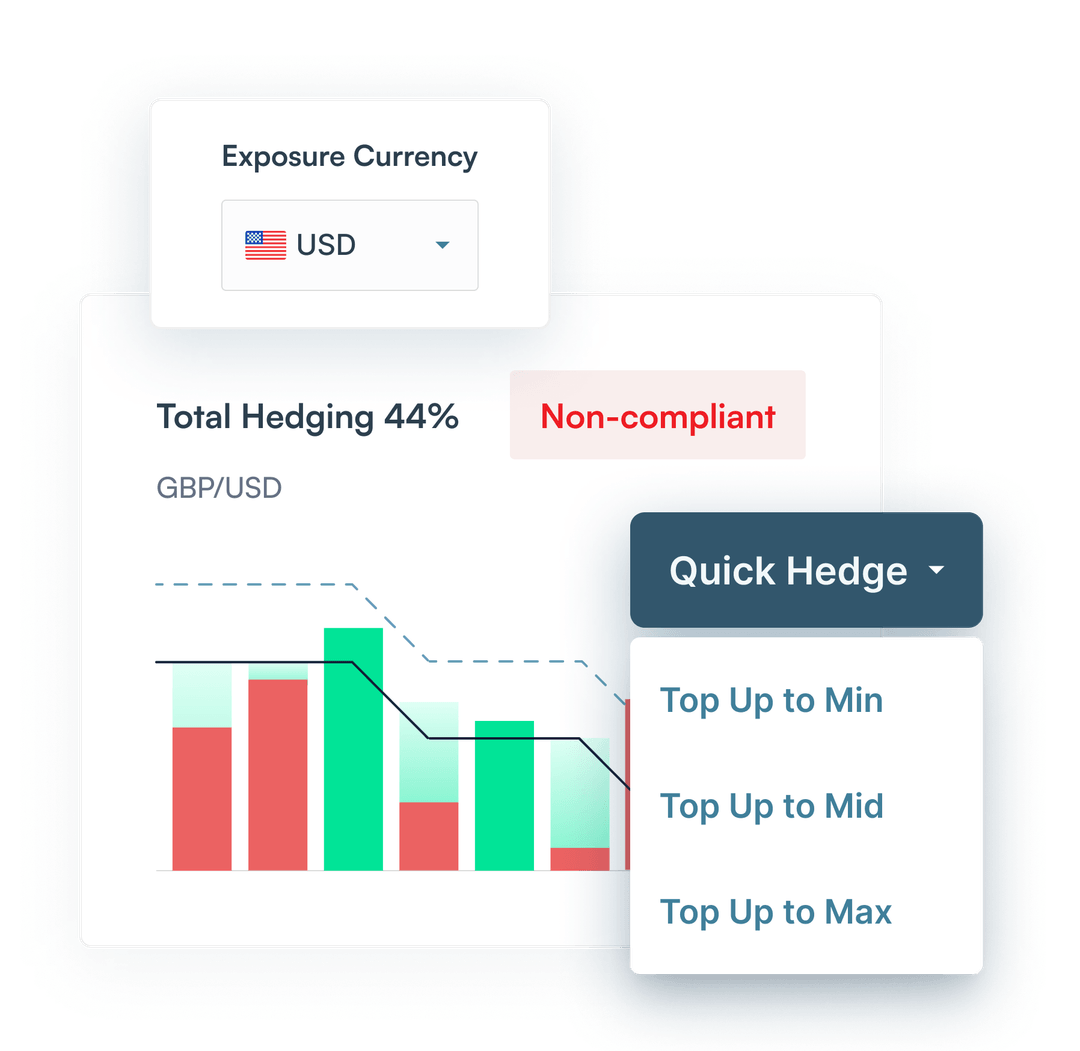 Exposure Currency
USD
Total Hedging 44%
Non-compliant
GBP/USD
Quick Hedge
Top Up to Min
Top Up to Mid
Top Up to Max